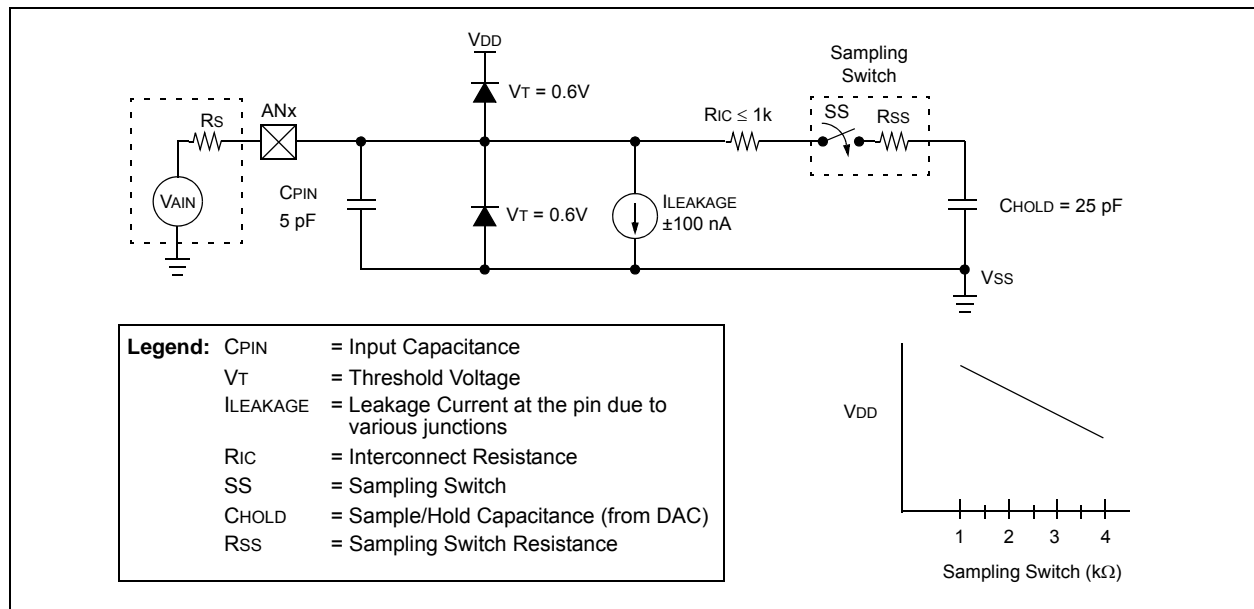 VDD
Sampling
Switch
VT = 0.6V
RIC ≤ 1k
SS
RSS
RS
ANx
VAIN
CPIN
5 pF
VT = 0.6V
ILEAKAGE
±100 nA
CHOLD = 25 pF
VSS
Legend: CPIN = Input Capacitance
VT = Threshold Voltage
ILEAKAGE = Leakage Current at the pin due to
various junctions
RIC = Interconnect Resistance
SS = Sampling Switch
CHOLD = Sample/Hold Capacitance (from DAC)
RSS = Sampling Switch Resistance
VDD
1 2 3 4
Sampling Switch (kΩ)